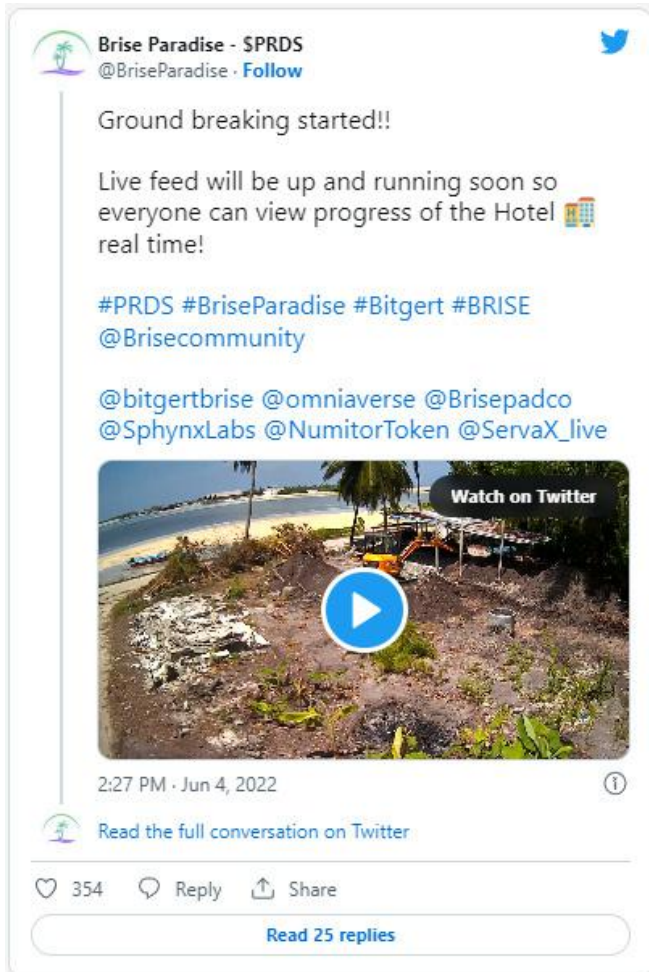 Brise Paradise - $PRDS
@BriseParadise · Follow
Ground breaking started!!
Live feed will be up and running soon so
everyone can view progress of the Hotel 🏨
real time!
#PRDS #BriseParadise #Bitgert #BRISE
@Brisecommunity
@bitgertbrise @omniaverse @Brisepadco
@SphynxLabs @NumitorToken @ServaX_live
Watch on Twitter
2:27 PM · Jun 4, 2022
Read the full conversation on Twitter
354 Reply Share
Read 25 replies